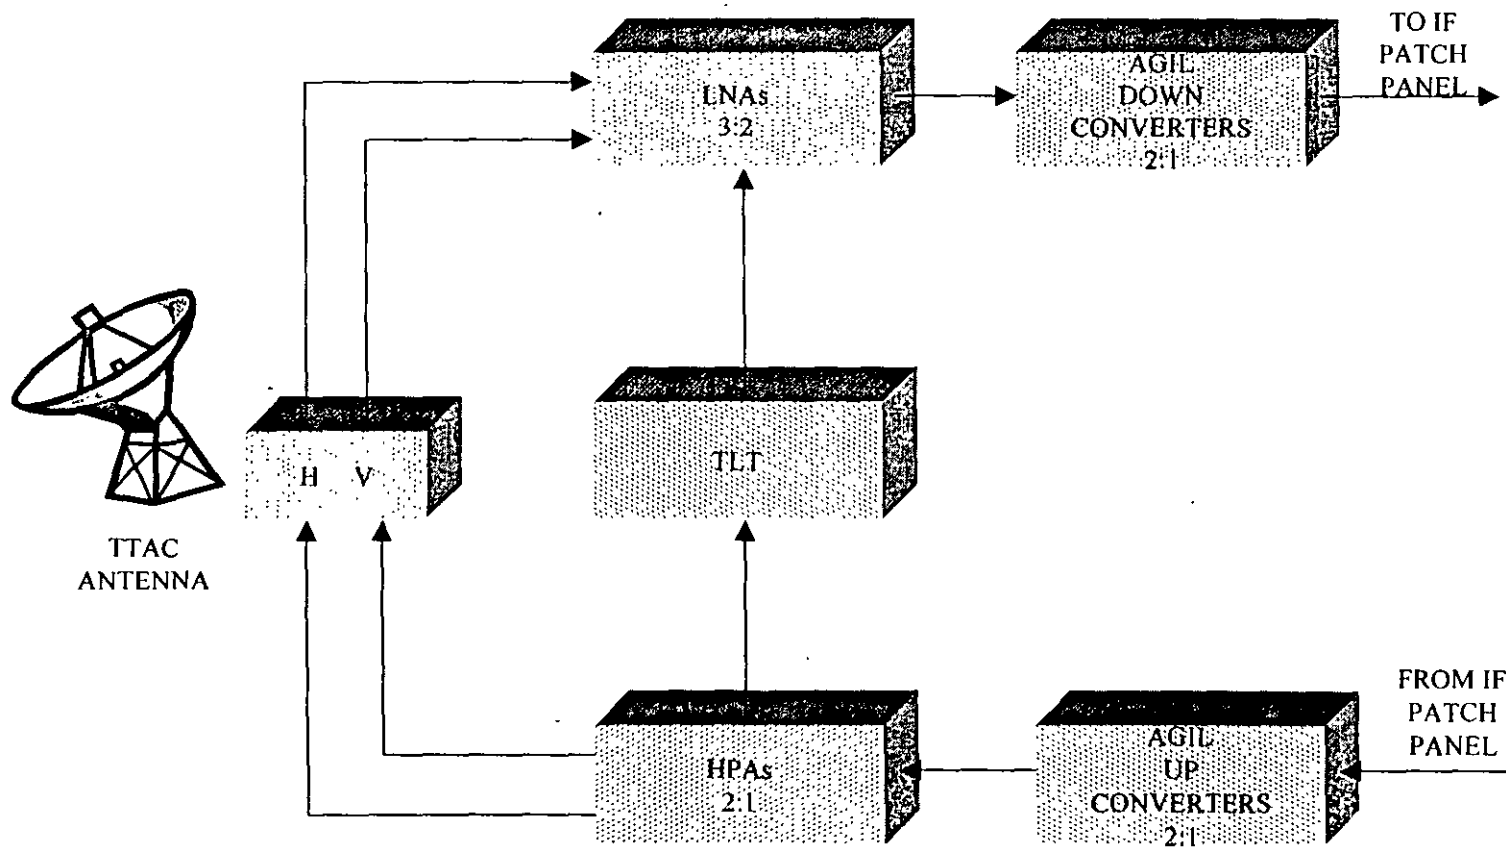 TO IF
PATCH
PANEL
LNAs
3:2
AGIL
DOWN
CONVERTERS
2:1
H V
TLT
TTAC
ANTENNA
HPAs
2:1
AGIL
UP
CONVERTERS
2:1
FROM IF
PATCH
PANEL